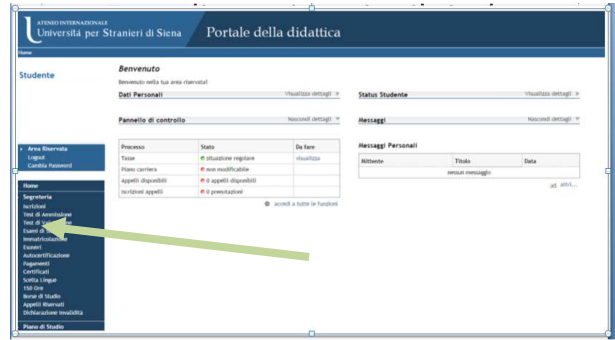 ATENEO INTERNAZIONALE
Università per Stranieri di Siena
Portale della didattica
Home
Studente
Area Riservata
Logout
Cambia Password
Home
Segreteria
Iscrizioni
Test di Ammissione
Test di
Esami di
Immatricolazione
Esoneri
Autocertificazione
Pagamenti
Certificati
Scelta Lingue
150 Ore
Borse di Studio
Appelli Riservati
Dichiarazione Invalidità
Piano di Studio
Benvenuto
Benvenuto nella tua area riservata!
Dati Personali Visualizza dettagli
Status Studente Visualizza dettagli
Pannello di controllo Nascondi dettagli
Messaggi Nascondi dettagli
Processo Stato Da fare
Tasse situazione regolare visualizza
Piano carriera non modificabile
Appelli disponibili 0 appelli disponibili
Iscrizioni appelli 0 prenotazioni
accedi a tutte le funzioni
Messaggi Personali
Mittente Titolo Data
nessun messaggio
altri...